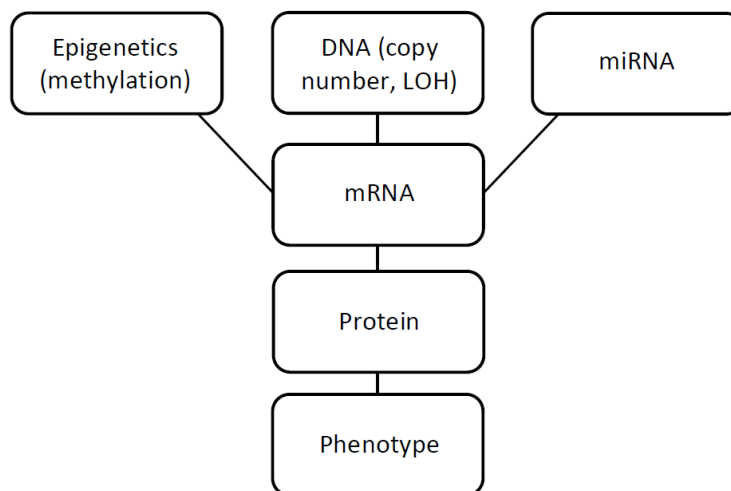 Epigenetics
(methylation)
DNA (copy
number, LOH)
miRNA
mRNA
Protein
Phenotype